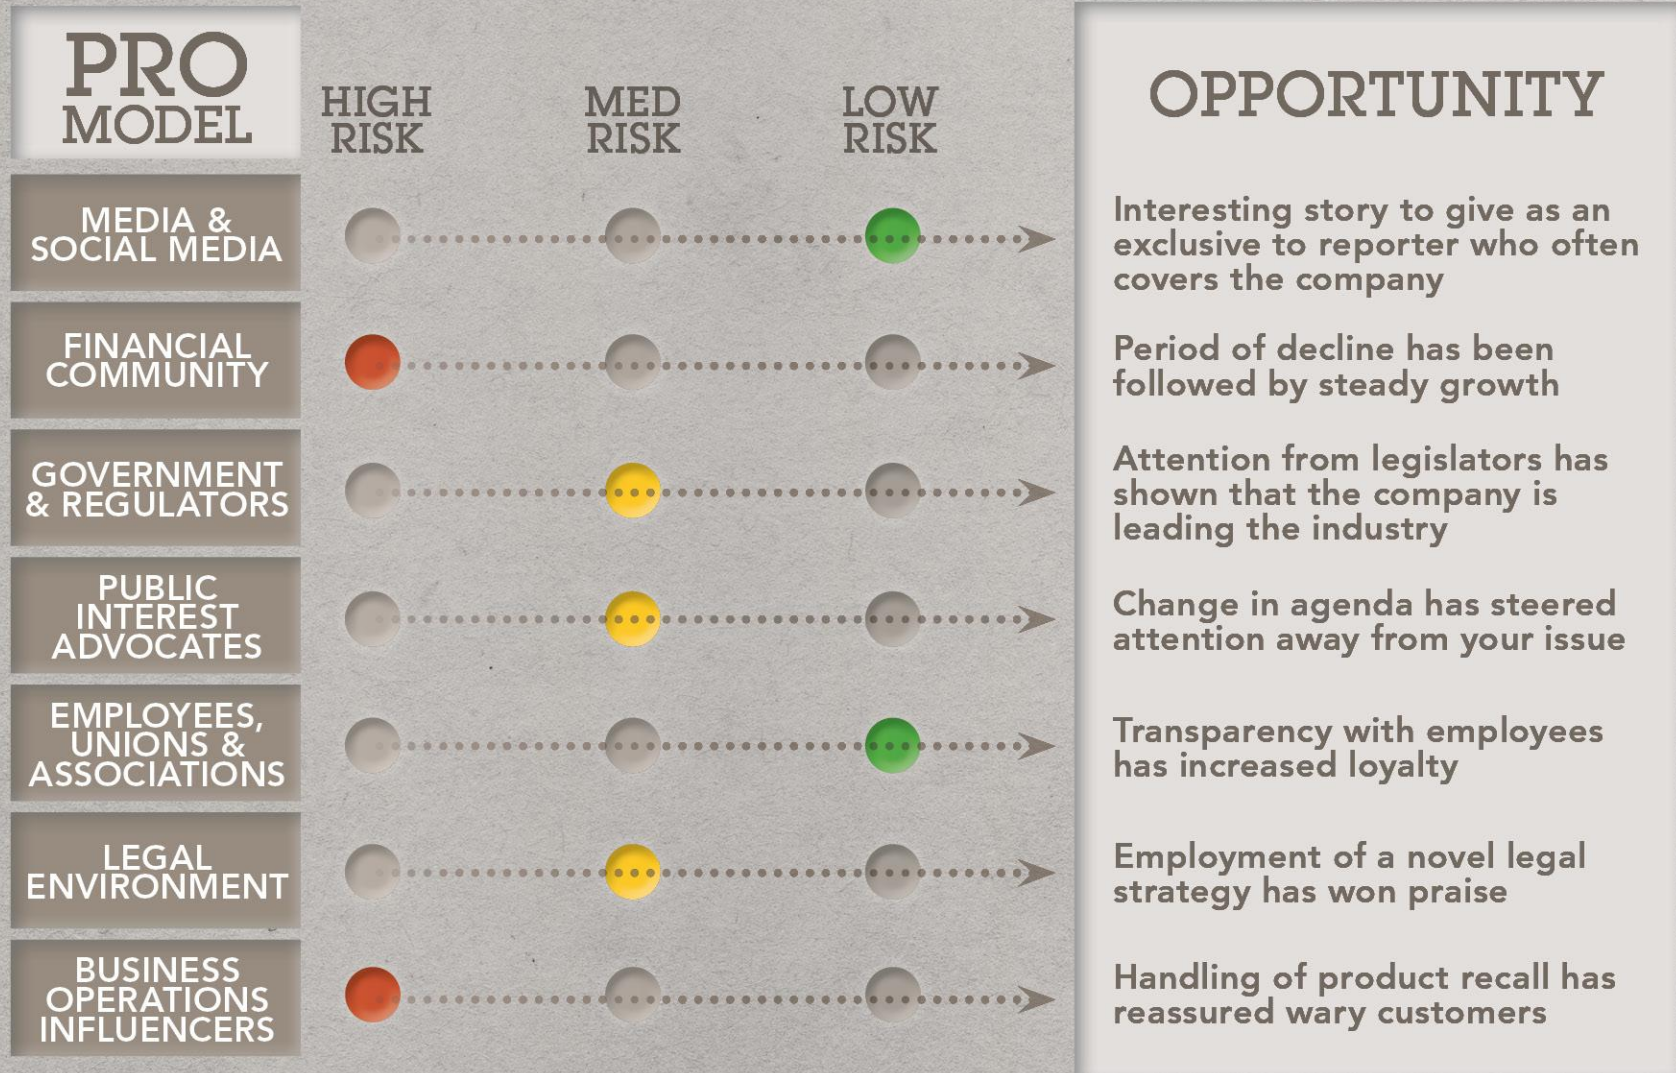 PRO
MODEL
HIGH
RISK
MED
RISK
LOW
RISK
OPPORTUNITY
MEDIA &
SOCIAL MEDIA
Interesting story to give as an
exclusive to reporter who often
covers the company
FINANCIAL
COMMUNITY
Period of decline has been
followed by steady growth
GOVERNMENT
& REGULATORS
Attention from legislators has
shown that the company is
leading the industry
PUBLIC
INTEREST
ADVOCATES
Change in agenda has steered
attention away from your issue
EMPLOYEES,
UNIONS &
ASSOCIATIONS
Transparency with employees
has increased loyalty
LEGAL
ENVIRONMENT
Employment of a novel legal
strategy has won praise
BUSINESS
OPERATIONS
INFLUENCERS
Handling of product recall has
reassured wary customers